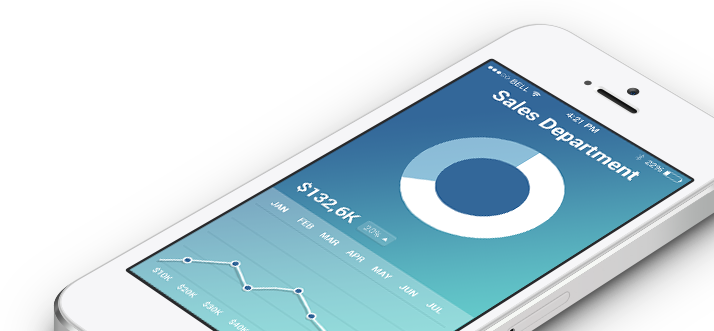 BELL 4:21 PM 22%
Sales Department
$132,6K 20%
JAN FEB MAR APR MAY JUN JUL
$10K
$20K
$30K
$40K